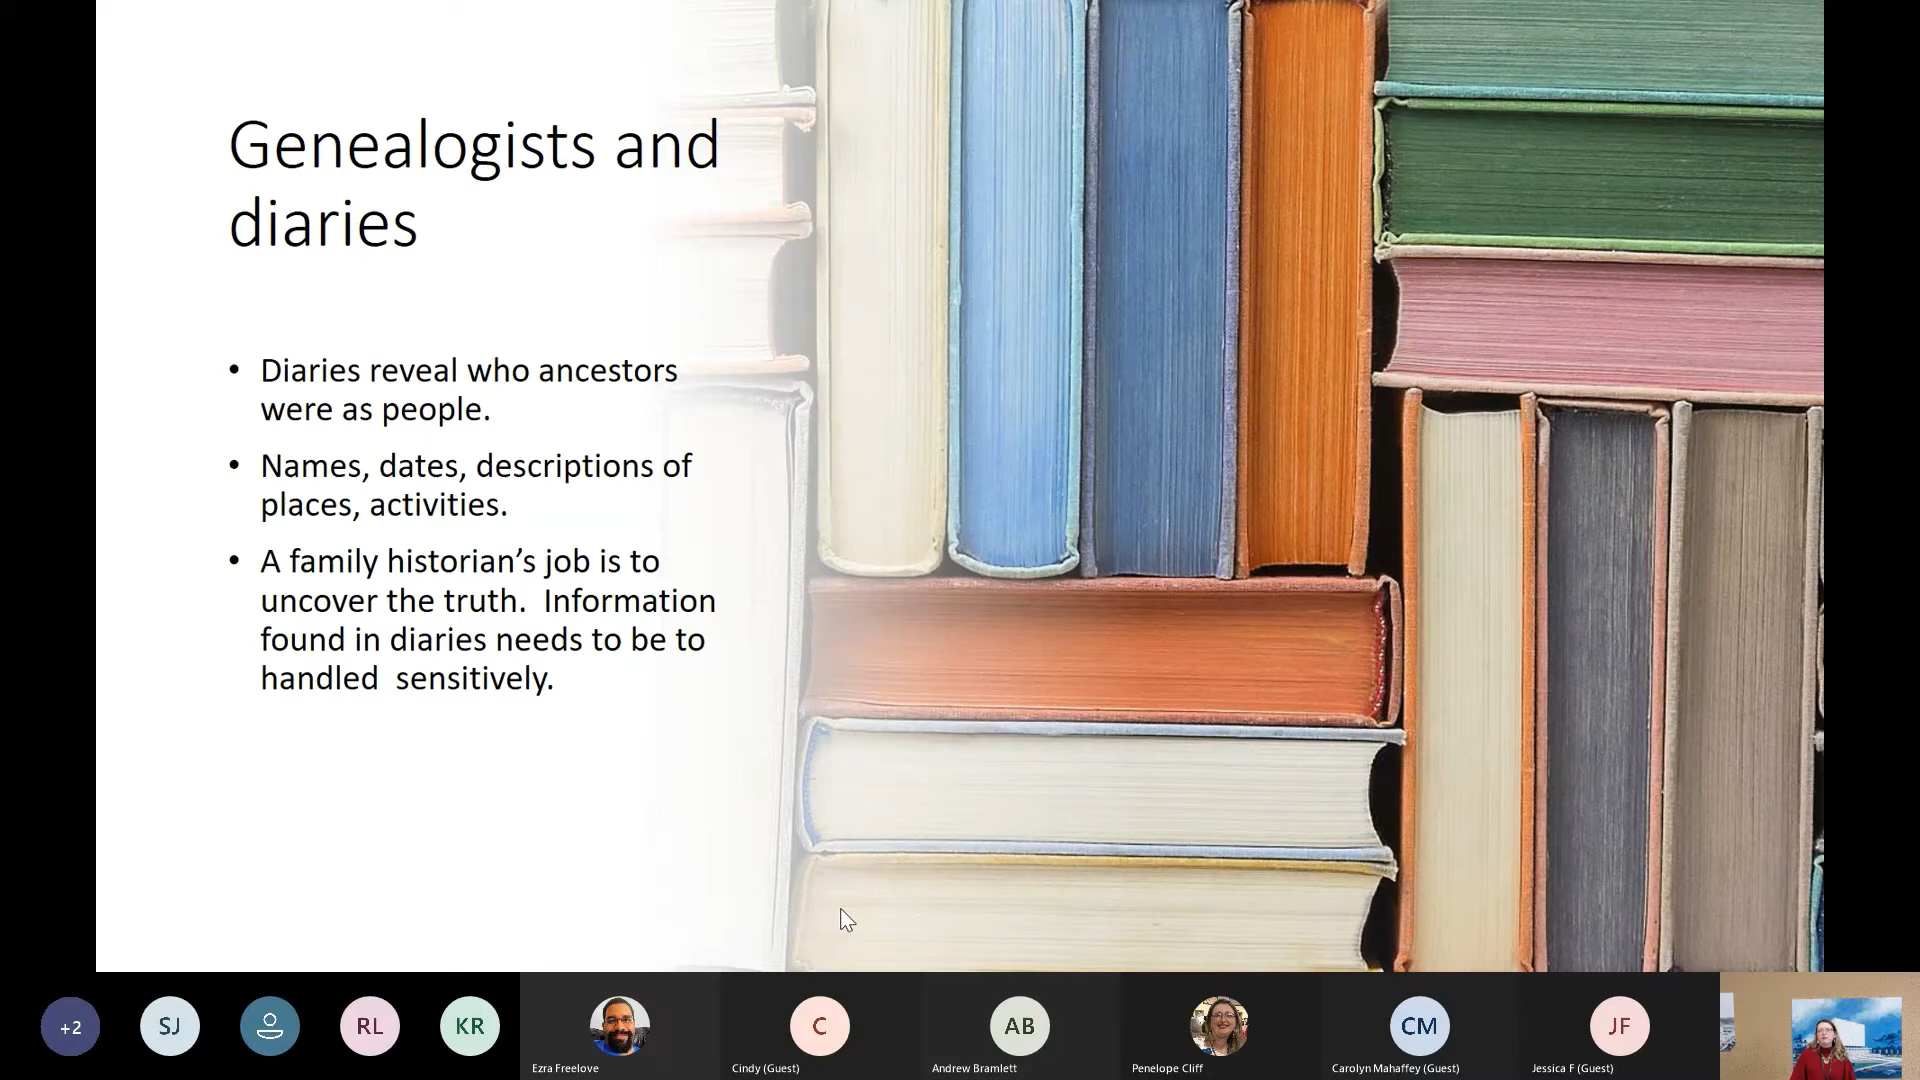 Genealogists and
diaries
• Diaries reveal who ancestors
were as people.
• Names, dates, descriptions of
places, activities.
• A family historian’s job is to
uncover the truth.  Information
found in diaries needs to be to
handled  sensitively.
+2
SJ
RL
KR
C
AB
CM
JF
Ezra Freelove
Cindy (Guest)
Andrew Bramlett
Penelope Cliff
Carolyn Mahaffey (Guest)
Jessica F (Guest)